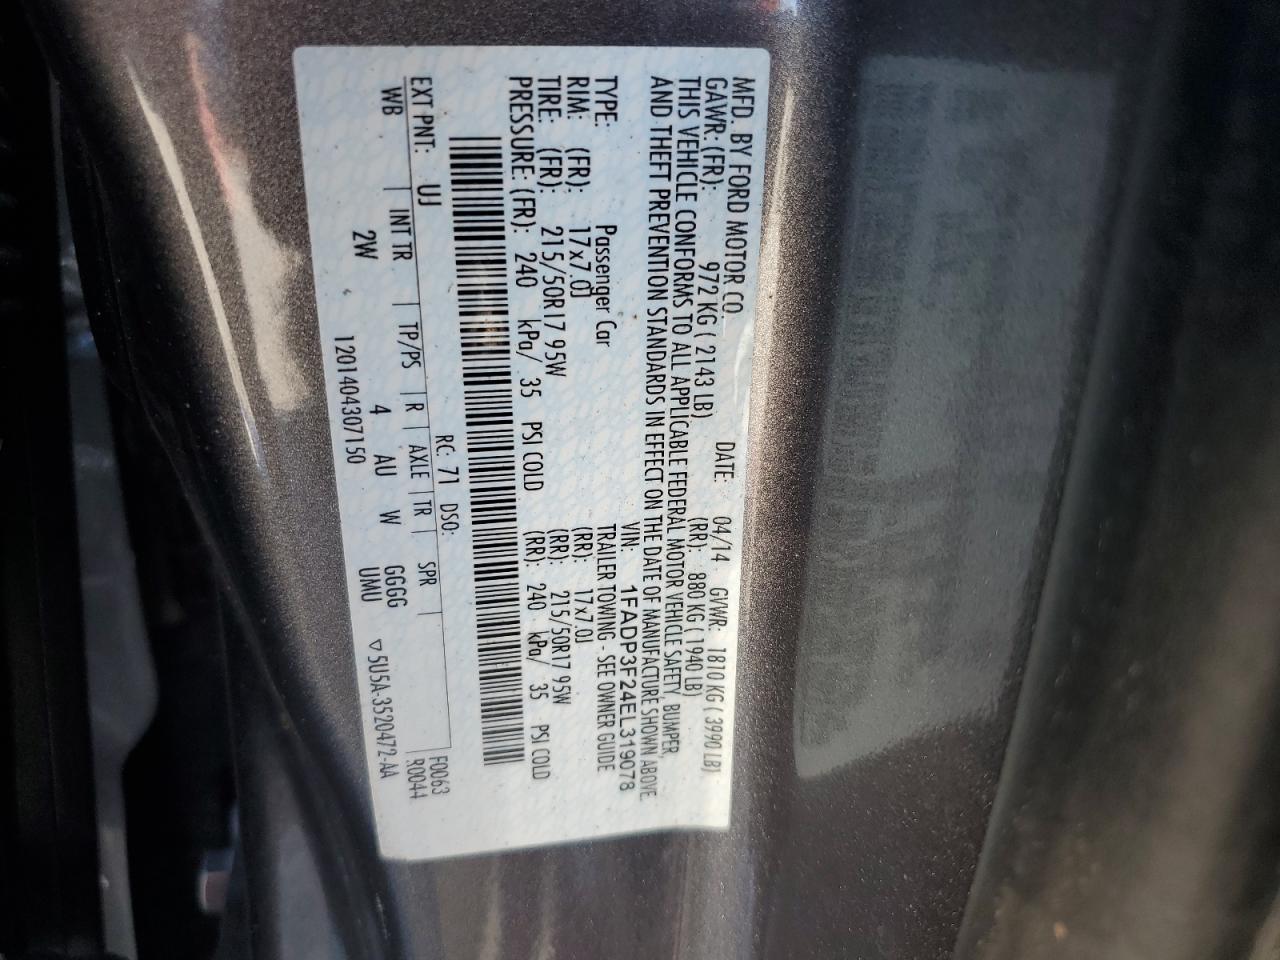 MFD. BY FORD MOTOR CO. DATE: 04/14 GVWR: 1810 KG ( 3990 LB)
GAWR: (FR): 972 KG ( 2143 LB) (RR): 880 KG ( 1940 LB)
THIS VEHICLE CONFORMS TO ALL APPLICABLE FEDERAL MOTOR VEHICLE SAFETY, BUMPER,
AND THEFT PREVENTION STANDARDS IN EFFECT ON THE DATE OF MANUFACTURE SHOWN ABOVE.
VIN: 1FADP3F24EL319078
TYPE: Passenger Car TRAILER TOWING - SEE OWNER GUIDE
RIM: (FR): 17x7.0J (RR): 17x7.0J
TIRE: (FR): 215/50R17 95W (RR): 215/50R17 95W
PRESSURE: (FR): 240 kPa/ 35 PSI COLD (RR): 240 kPa/ 35 PSI COLD
RC: 71 DSO: F0063
EXT PNT: UJ R0044
WB | INT TR | TP/PS | R | AXLE | TR | SPR
2W 4 AU W GGGG
UMU
1201404307150 ▽5U5A-3520472-AA